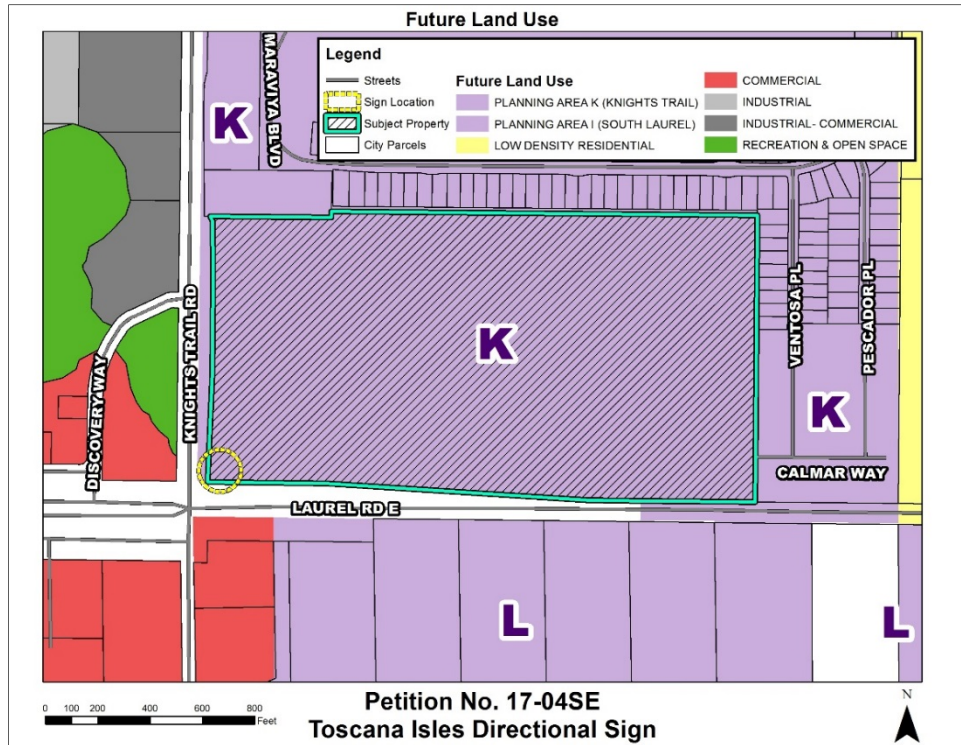 Future Land Use
Legend
Streets
Sign Location
Subject Property
City Parcels
Future Land Use
PLANNING AREA K (KNIGHTS TRAIL)
PLANNING AREA I (SOUTH LAUREL)
LOW DENSITY RESIDENTIAL
COMMERCIAL
INDUSTRIAL
INDUSTRIAL- COMMERCIAL
RECREATION & OPEN SPACE
MARAVIYA BLVD
K
KNIGHTS TRAIL RD
DISCOVERY WAY
K
VENTOSA PL
PESCADOR PL
K
CALMAR WAY
LAUREL RD E
L
L
Petition No. 17-04SE
Toscana Isles Directional Sign
0 100 200 400 600 800
Feet
N